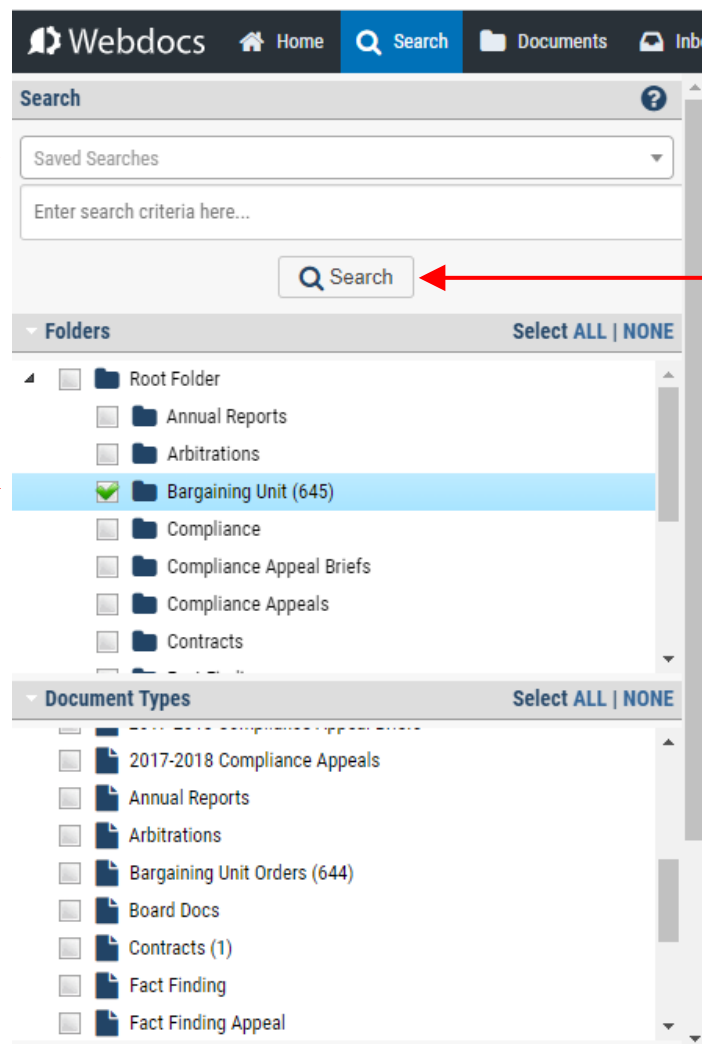 Webdocs Home Search Documents
Search
Saved Searches
Enter search criteria here...
Search
Folders Select ALL | NONE
Root Folder
Annual Reports
Arbitrations
Bargaining Unit (645)
Compliance
Compliance Appeal Briefs
Compliance Appeals
Contracts
Document Types Select ALL | NONE
2017-2018 Compliance Appeals
Annual Reports
Arbitrations
Bargaining Unit Orders (644)
Board Docs
Contracts (1)
Fact Finding
Fact Finding Appeal